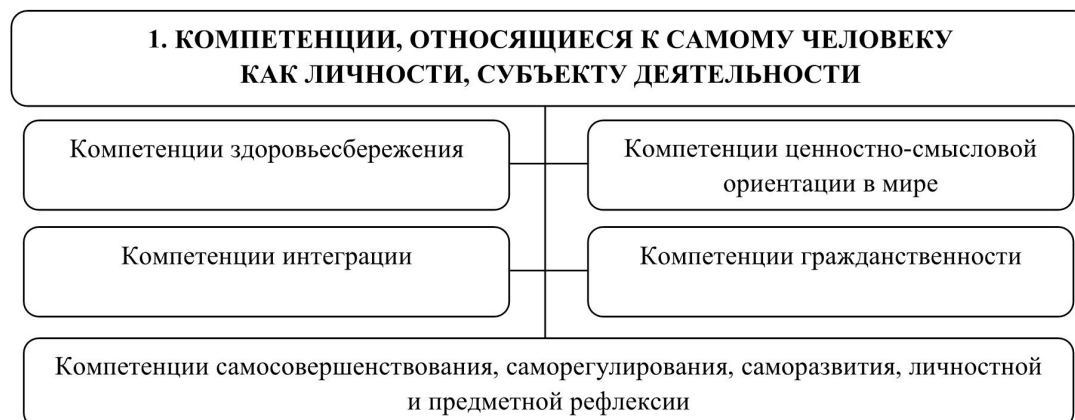 1. КОМПЕТЕНЦИИ, ОТНОСЯЩИЕСЯ К САМОМУ ЧЕЛОВЕКУ
КАК ЛИЧНОСТИ, СУБЪЕКТУ ДЕЯТЕЛЬНОСТИ
Компетенции здоровьесбережения
Компетенции ценностно-смысловой
ориентации в мире
Компетенции интеграции
Компетенции гражданственности
Компетенции самосовершенствования, саморегулирования, саморазвития, личностной
и предметной рефлексии